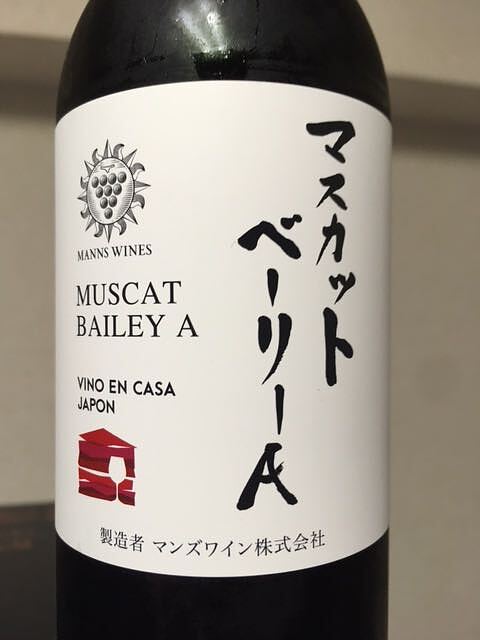 マスカット
ベーリーA
MANNS WINES
MUSCAT
BAILEY A
VINO EN CASA
JAPON
製造者 マンズワイン株式会社